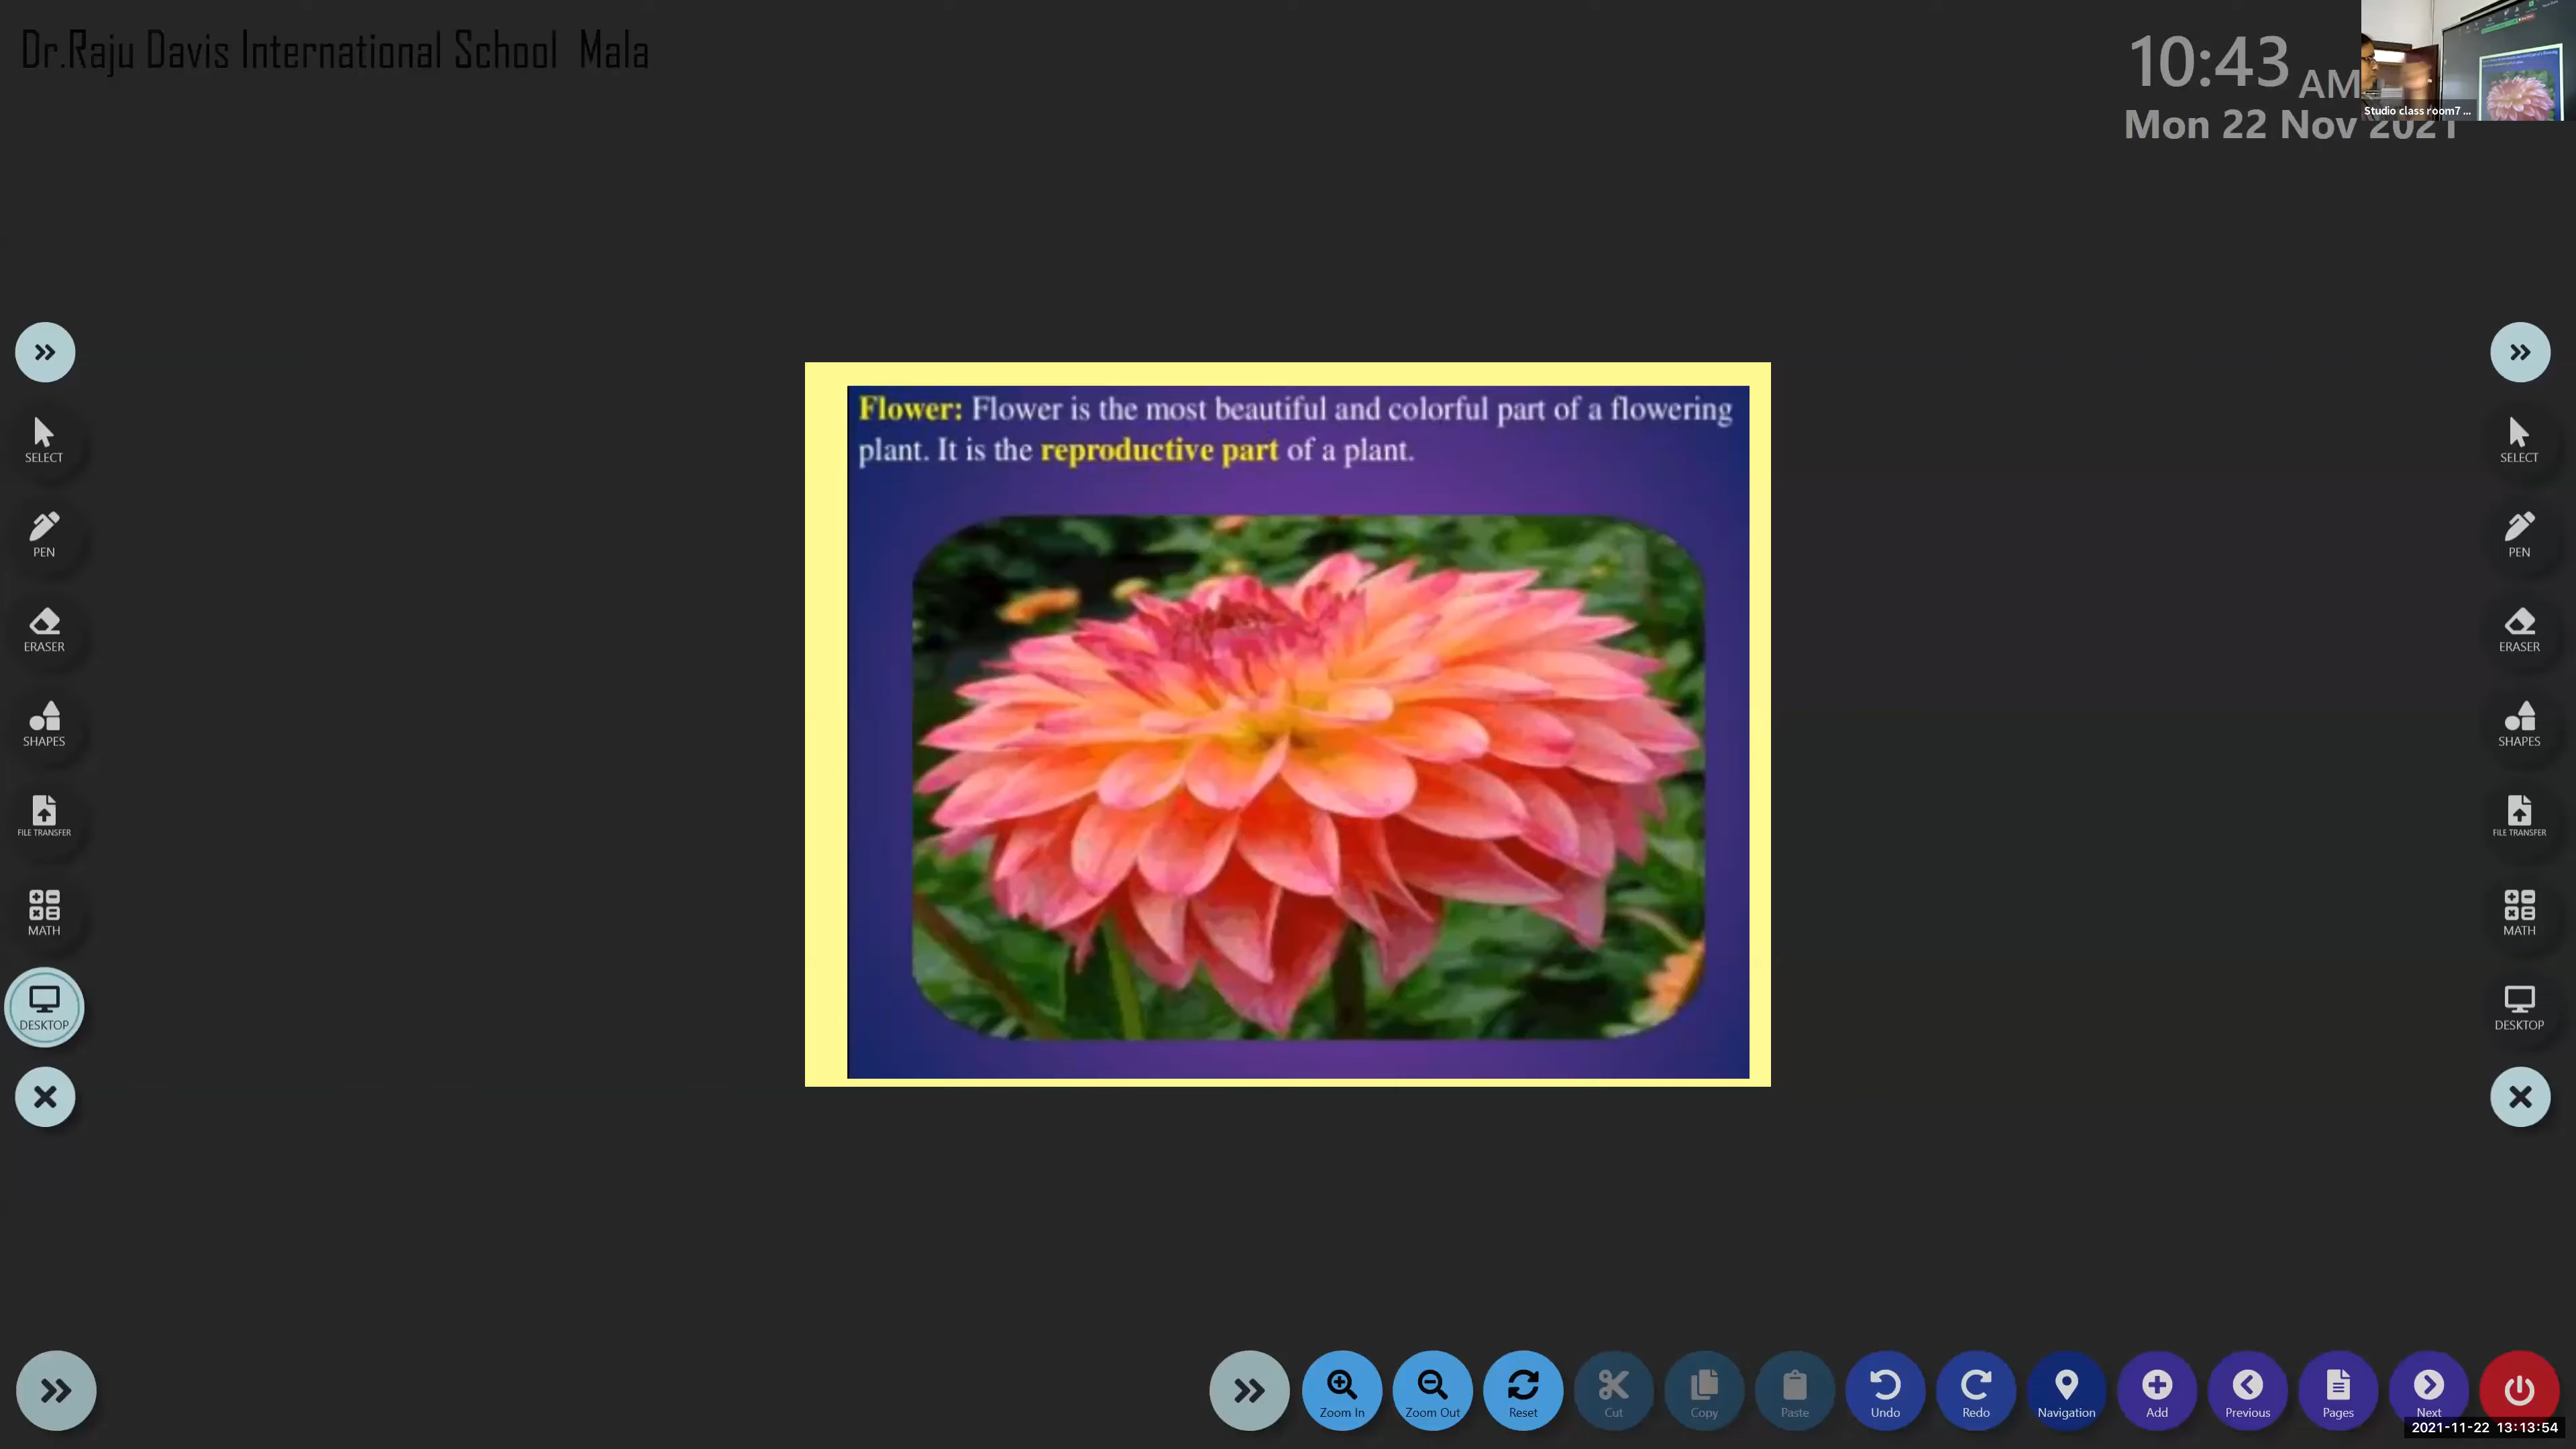 Dr.Raju Davis International School Mala
10:43 AM
Mon 22 Nov 2021
Studio class room7 ...
Flower: Flower is the most beautiful and colorful part of a flowering
plant. It is the reproductive part of a plant.
SELECT
PEN
ERASER
SHAPES
FILE TRANSFER
MATH
DESKTOP
SELECT
PEN
ERASER
SHAPES
FILE TRANSFER
MATH
DESKTOP
Zoom In
Zoom Out
Reset
Cut
Copy
Paste
Undo
Redo
Navigation
Add
Previous
Pages
Next
2021-11-22 13:13:54